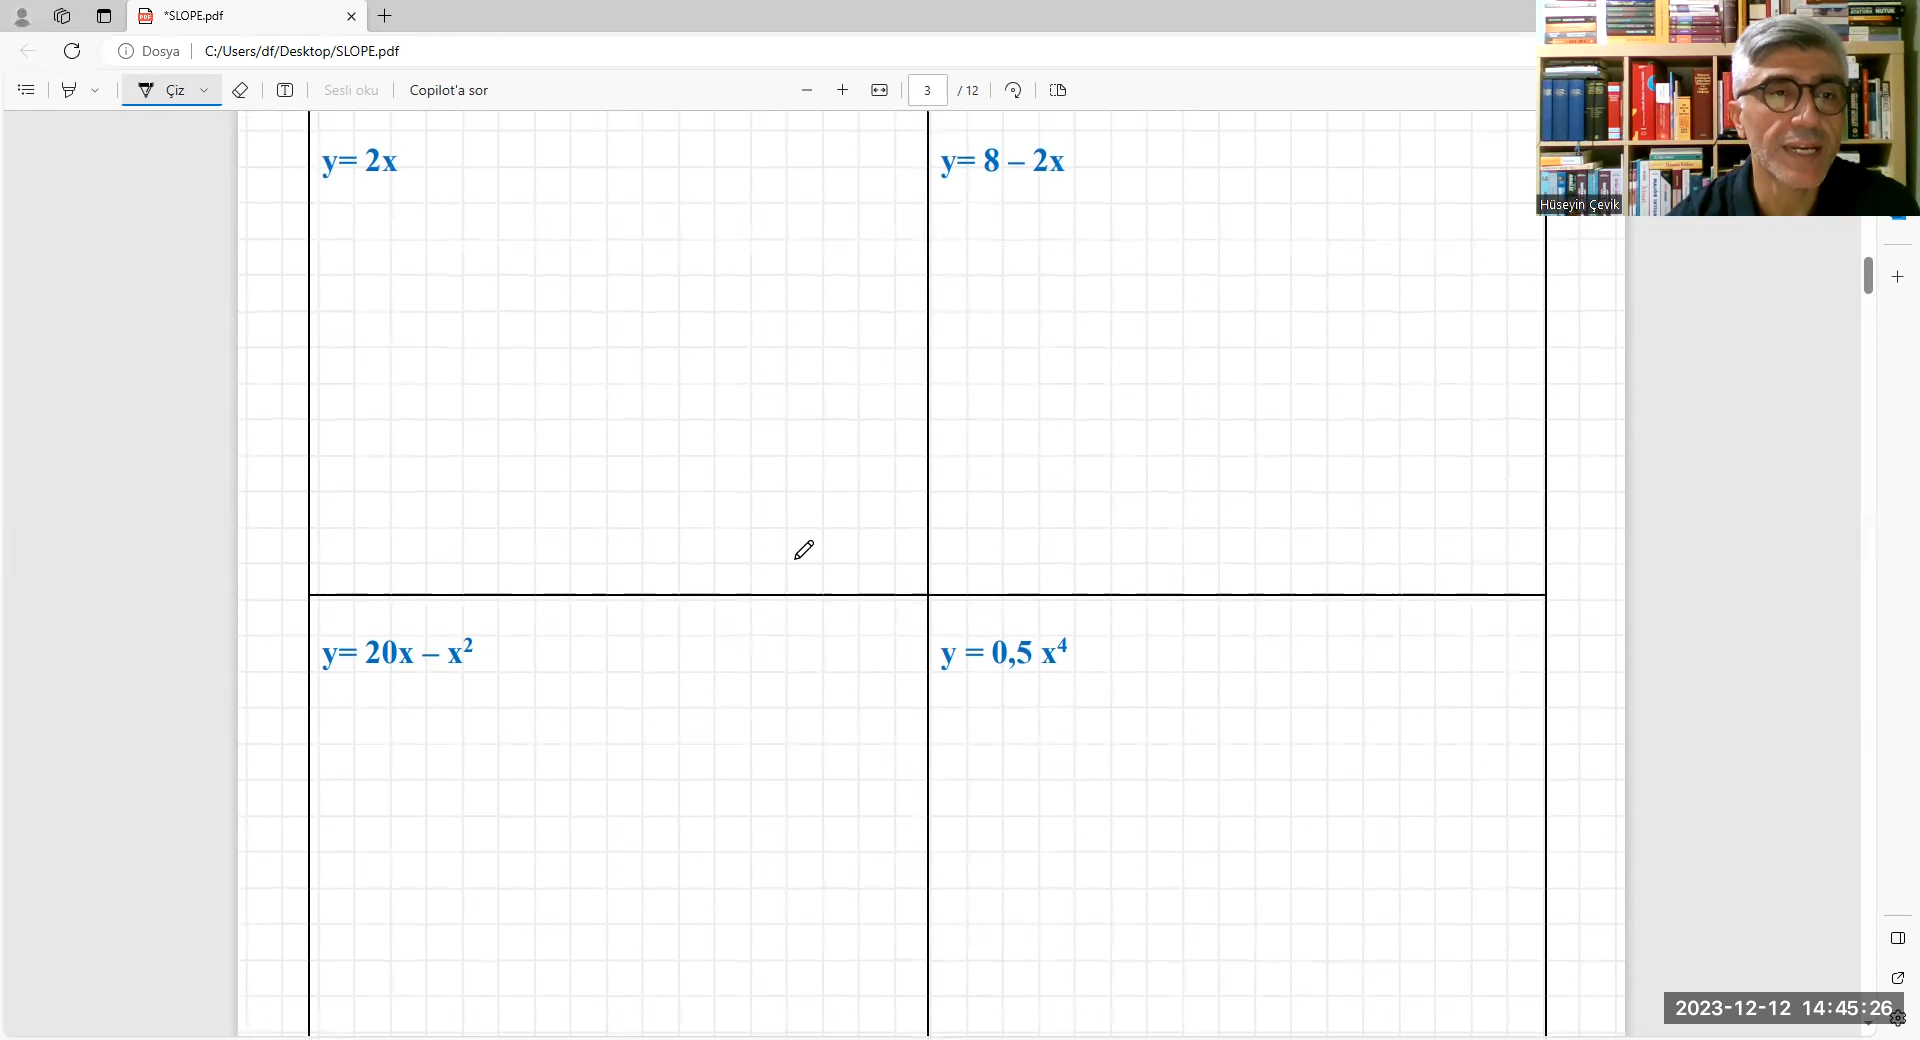 *SLOPE.pdf
Dosya C:/Users/df/Desktop/SLOPE.pdf
Çiz Sesli oku Copilot'a sor 3 / 12
Hüseyin Çevik
y= 2x
y= 8 – 2x
y= 20x – x²
y = 0,5 x⁴
2023-12-12 14:45:26